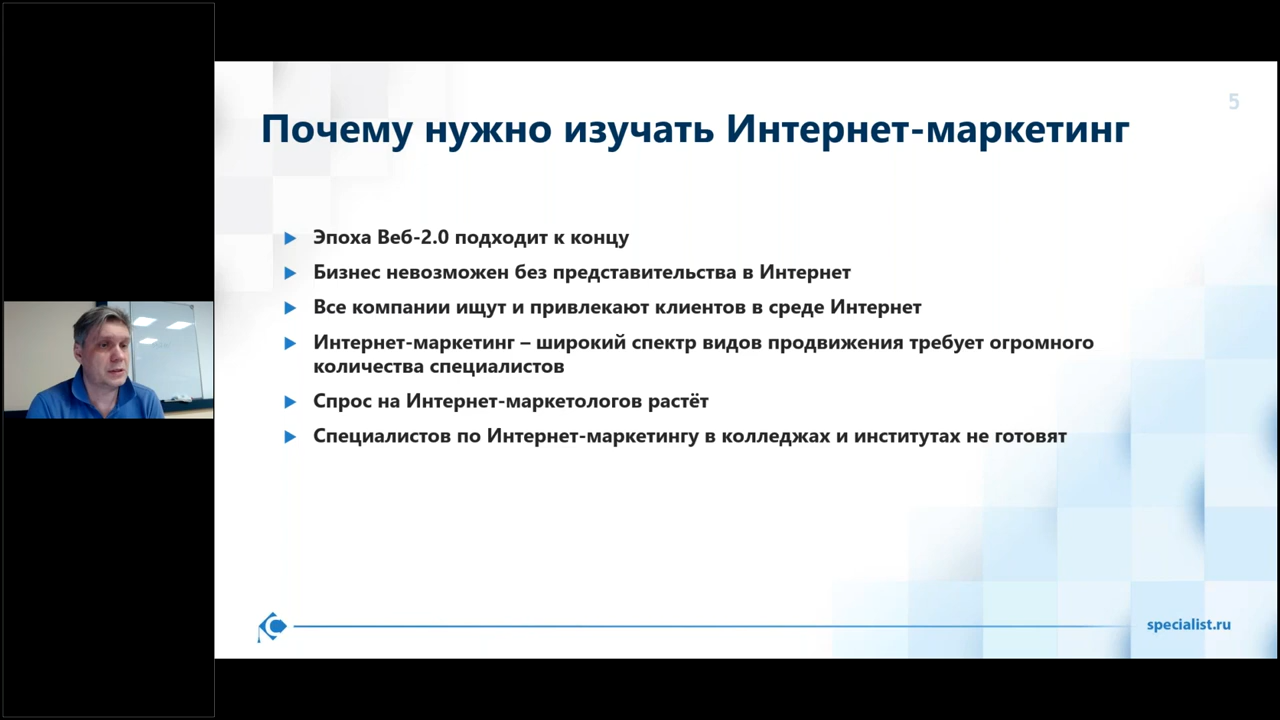 5
Почему нужно изучать Интернет-маркетинг
Эпоха Веб-2.0 подходит к концу
Бизнес невозможен без представительства в Интернет
Все компании ищут и привлекают клиентов в среде Интернет
Интернет-маркетинг – широкий спектр видов продвижения требует огромного
количества специалистов
Спрос на Интернет-маркетологов растёт
Специалистов по Интернет-маркетингу в колледжах и институтах не готовят
specialist.ru